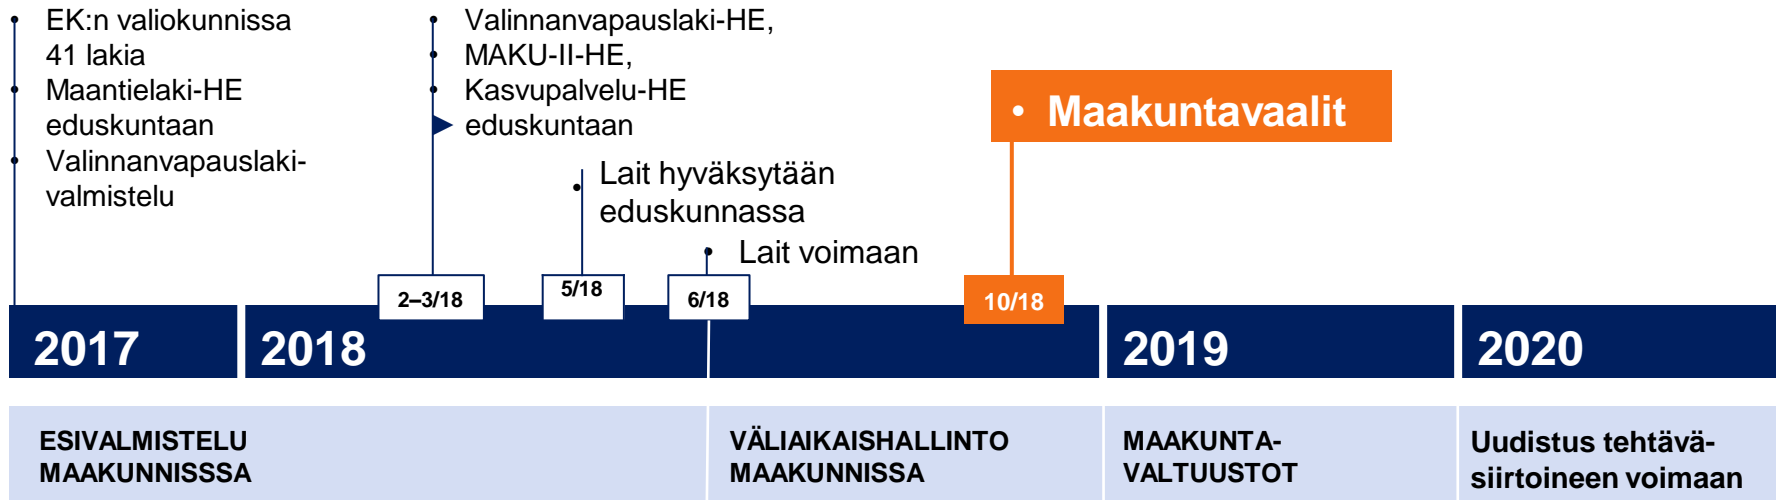 • EK:n valiokunnissa
41 lakia
• Maantielaki-HE
eduskuntaan
• Valinnanvapauslaki-
valmistelu
• Valinnanvapauslaki-HE,
• MAKU-II-HE,
• Kasvupalvelu-HE
eduskuntaan
• Lait hyväksytään
eduskunnassa
• Lait voimaan
• Maakuntavaalit
2–3/18
5/18
6/18
10/18
2017
2018
2019
2020
ESIVALMISTELU
MAAKUNNISSSA
VÄLIAIKAISHALLINTO
MAAKUNNISSA
MAAKUNTA-
VALTUUSTOT
Uudistus tehtävä-
siirtoineen voimaan